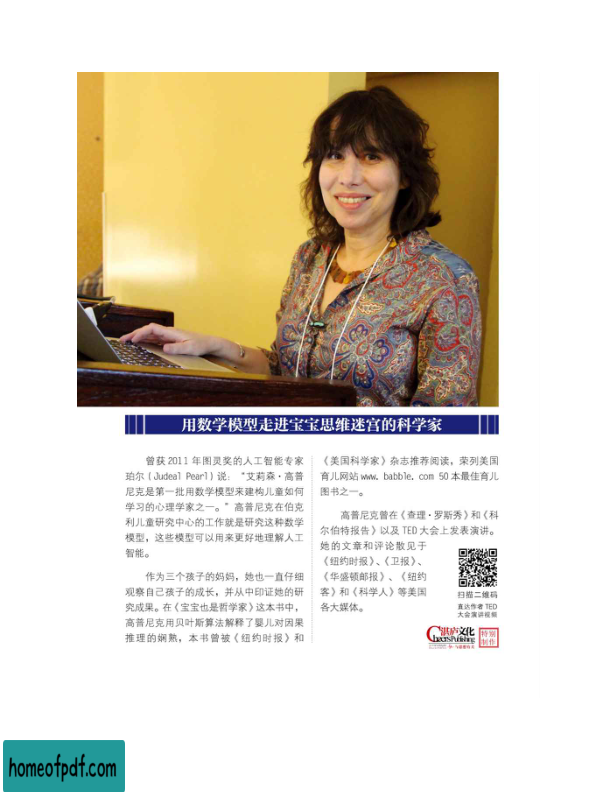 用数学模型走进宝宝思维迷宫的科学家
曾获 2011 年图灵奖的人工智能专家
珀尔（Judeal Pearl）说：“艾莉森·高普
尼克是第一批用数学模型来建构儿童如何
学习的心理学家之一。”高普尼克在伯克
利儿童研究中心的工作就是研究这种数学
模型，这些模型可以用来更好地理解人工
智能。
作为三个孩子的妈妈，她也一直仔细
观察自己孩子的成长，并从中印证她的研
究成果。在《宝宝也是哲学家》这本书中，
高普尼克用贝叶斯算法解释了婴儿对因果
推理的娴熟，本书曾被《纽约时报》和
《美国科学家》杂志推荐阅读，荣列美国
育儿网站 www. babble. com 50 本最佳育儿
图书之一。
高普尼克曾在《查理·罗斯秀》和《科
尔伯特报告》以及 TED 大会上发表演讲。
她的文章和评论散见于
《纽约时报》、《卫报》、
《华盛顿邮报》、《纽约
客》和《科学人》等美国
各大媒体。
扫描二维码
直达作者 TED
大会演讲视频
湛庐文化
Cheers Publishing
特别
制作
homeofpdf.com